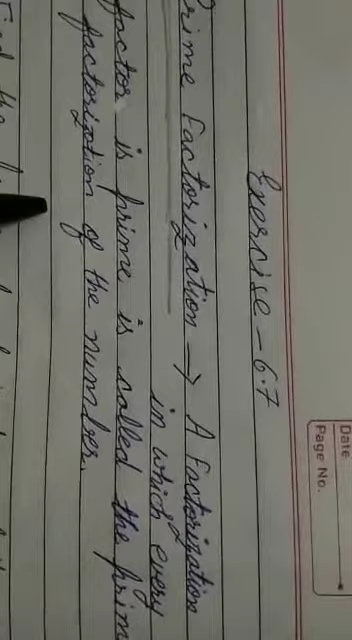 Date
Page No.
Exercise - 6.7
Prime Factorization → A Factorization
in which every
factor is prime is called the prim
factorization of the number.